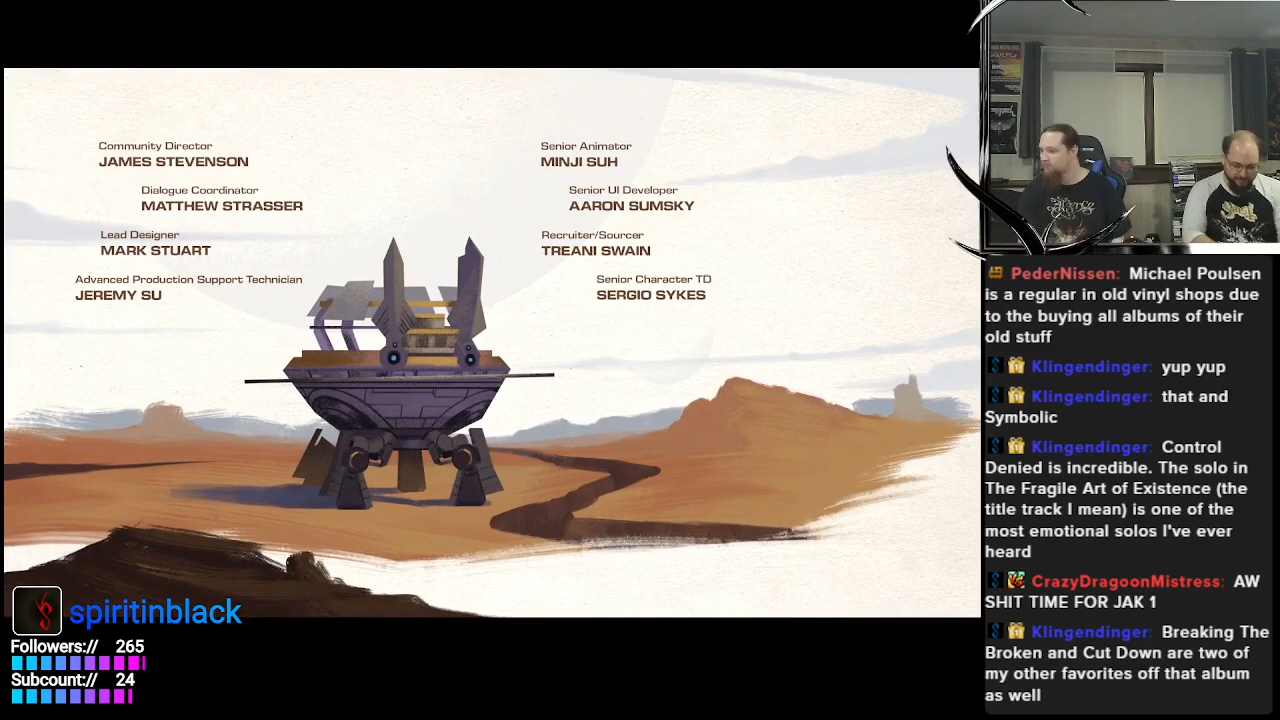 Community Director
JAMES STEVENSON
Dialogue Coordinator
MATTHEW STRASSER
Lead Designer
MARK STUART
Advanced Production Support Technician
JEREMY SU
Senior Animator
MINJI SUH
Senior UI Developer
AARON SUMSKY
Recruiter/Sourcer
TREANI SWAIN
Senior Character TD
SERGIO SYKES
spiritinblack
Followers:// 265
Subcount:// 24
PederNissen: Michael Poulsen
is a regular in old vinyl shops due
to the buying all albums of their
old stuff
Klingendinger: yup yup
Klingendinger: that and
Symbolic
Klingendinger: Control
Denied is incredible. The solo in
The Fragile Art of Existence (the
title track I mean) is one of the
most emotional solos I've ever
heard
CrazyDragoonMistress: AW
SHIT TIME FOR JAK 1
Klingendinger: Breaking The
Broken and Cut Down are two of
my other favorites off that album
as well